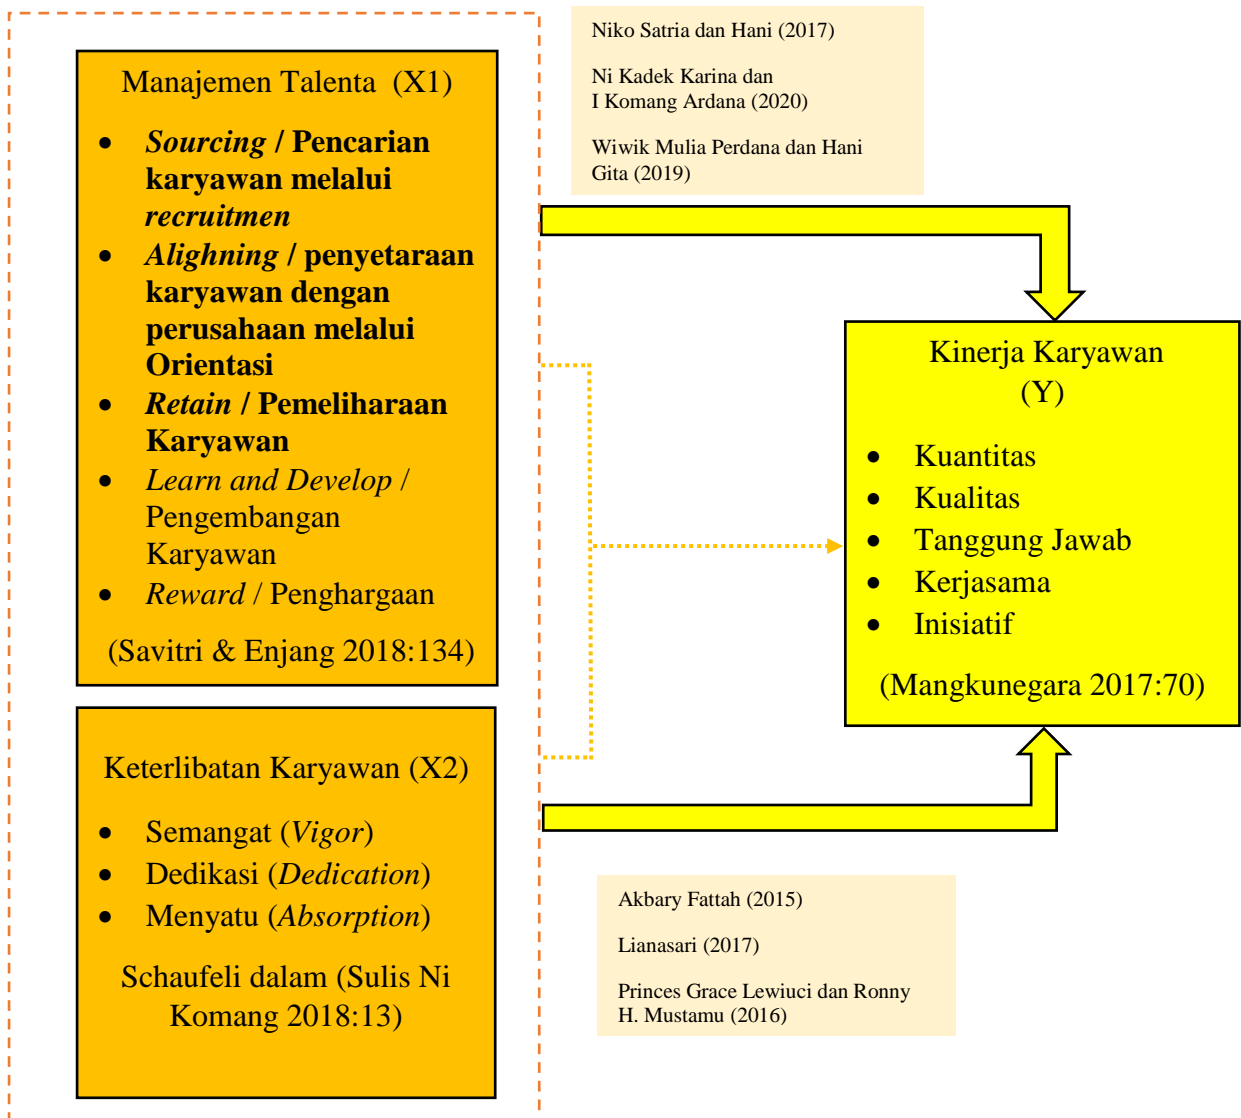 Niko Satria dan Hani (2017)
Ni Kadek Karina dan
I Komang Ardana (2020)
Wiwik Mulia Perdana dan Hani
Gita (2019)
Manajemen Talenta (X1)
• Sourcing / Pencarian
karyawan melalui
recruitmen
• Alighning / penyetaraan
karyawan dengan
perusahaan melalui
Orientasi
• Retain / Pemeliharaan
Karyawan
• Learn and Develop /
Pengembangan
Karyawan
• Reward / Penghargaan
(Savitri & Enjang 2018:134)
Kinerja Karyawan
(Y)
• Kuantitas
• Kualitas
• Tanggung Jawab
• Kerjasama
• Inisiatif
(Mangkunegara 2017:70)
Keterlibatan Karyawan (X2)
• Semangat (Vigor)
• Dedikasi (Dedication)
• Menyatu (Absorption)
Schaufeli dalam (Sulis Ni
Komang 2018:13)
Akbary Fattah (2015)
Lianasari (2017)
Princes Grace Lewiuci dan Ronny
H. Mustamu (2016)